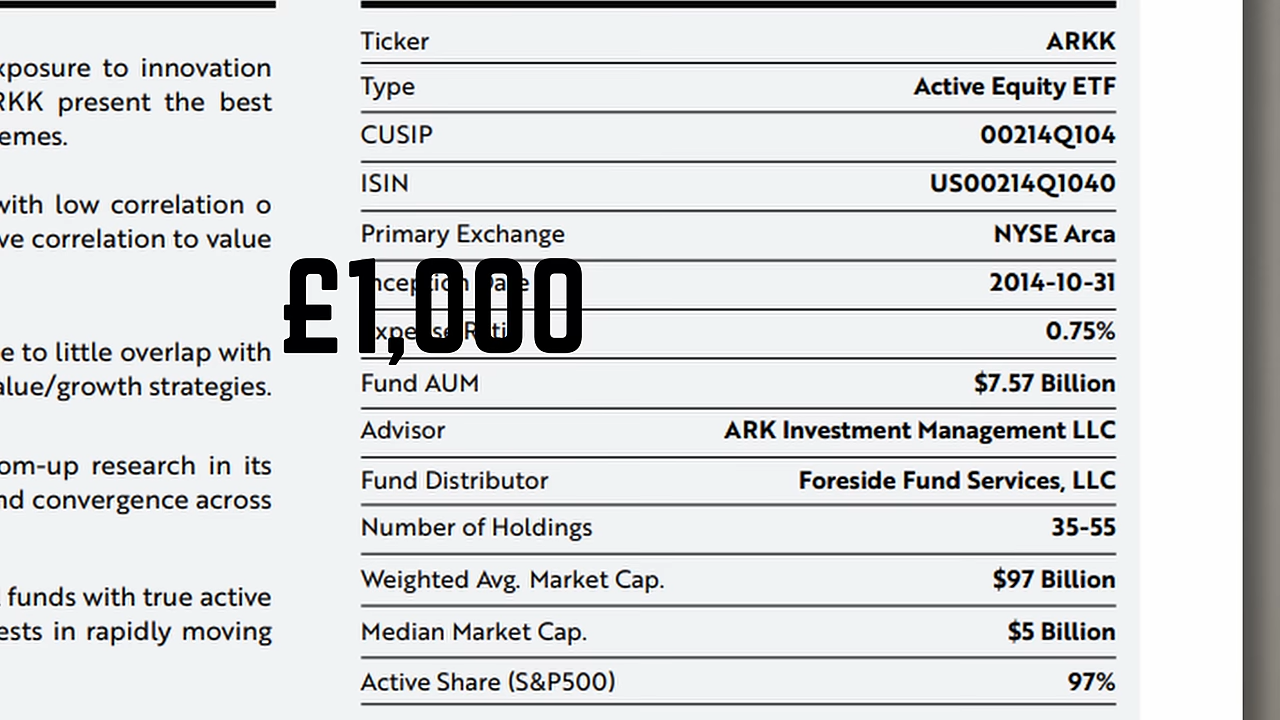 xposure to innovation
RKK present the best
emes.
with low correlation o
ve correlation to value
e to little overlap with
alue/growth strategies.
om-up research in its
nd convergence across
funds with true active
ests in rapidly moving
Ticker ARKK
Type Active Equity ETF
CUSIP 00214Q104
ISIN US00214Q1040
Primary Exchange NYSE Arca
Inception Date 2014-10-31
Expense Ratio 0.75%
£1,000
Fund AUM $7.57 Billion
Advisor ARK Investment Management LLC
Fund Distributor Foreside Fund Services, LLC
Number of Holdings 35-55
Weighted Avg. Market Cap. $97 Billion
Median Market Cap. $5 Billion
Active Share (S&P500) 97%